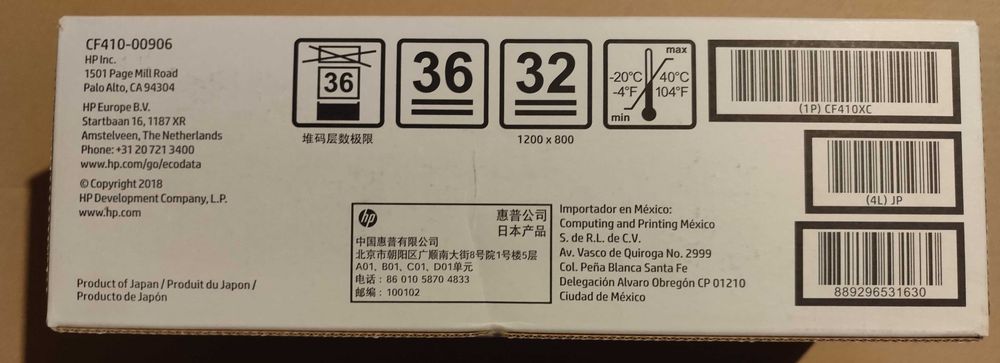 CF410-00906
HP Inc.
1501 Page Mill Road
Palo Alto, CA 94304
HP Europe B.V.
Startbaan 16, 1187 XR
Amstelveen, The Netherlands
Phone: +31 20 721 3400
www.hp.com/go/ecodata
© Copyright 2018
HP Development Company, L.P.
www.hp.com
Product of Japan / Produit du Japon /
Producto de Japón
36
堆码层数极限
36
32
1200 x 800
max
-20°C 40°C
-4°F 104°F
min
(1P) CF410XC
(4L) JP
889296531630
hp
惠普公司
日本产品
中国惠普有限公司
北京市朝阳区广顺南大街8号院1号楼5层
A01, B01, C01, D01单元
电话：86 010 5870 4833
邮编：100102
Importador en México:
Computing and Printing México
S. de R.L. de C.V.
Av. Vasco de Quiroga No. 2999
Col. Peña Blanca Santa Fe
Delegación Alvaro Obregón CP 01210
Ciudad de México